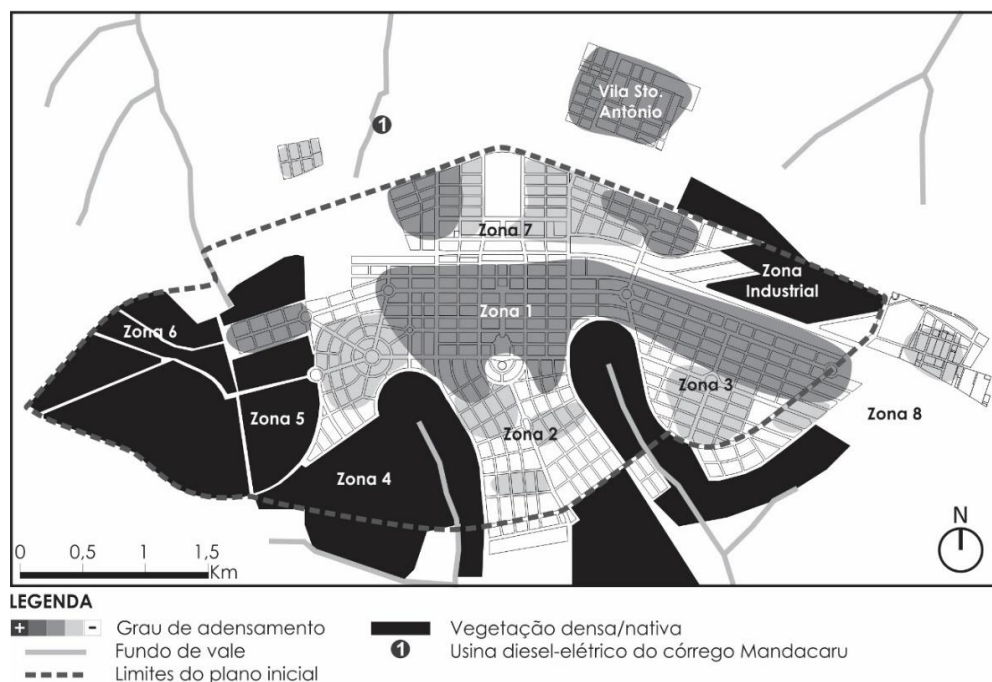 Vila Sto.
Antônio
1
Zona 7
Zona
Industrial
Zona 1
Zona 6
Zona 3
Zona 5
Zona 8
Zona 2
Zona 4
N
0 0,5 1 1,5
Km
LEGENDA
+ - Grau de adensamento
Fundo de vale
Limites do plano inicial
Vegetação densa/nativa
1 Usina diesel-elétrico do córrego Mandacaru